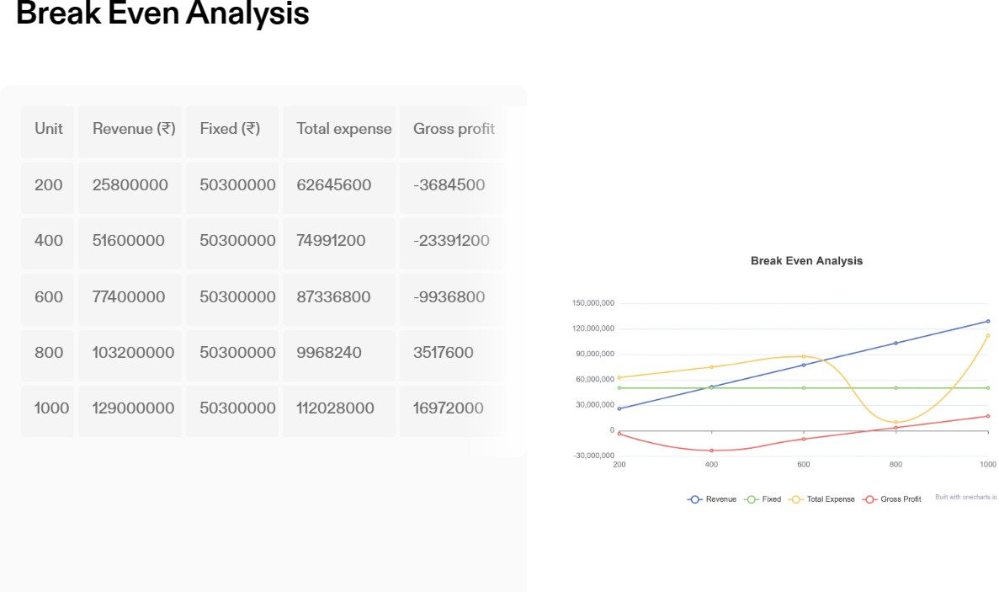 Break Even Analysis
Unit Revenue (₹) Fixed (₹) Total expense Gross profit
200 25800000 50300000 62645600 -3684500
400 51600000 50300000 74991200 -23391200
600 77400000 50300000 87336800 -9936800
800 103200000 50300000 9968240 3517600
1000 129000000 50300000 112028000 16972000
Break Even Analysis
150,000,000
120,000,000
90,000,000
60,000,000
30,000,000
0
-30,000,000
200 400 600 800 1000
Revenue Fixed Total Expense Gross Profit
Built with onecharts.io